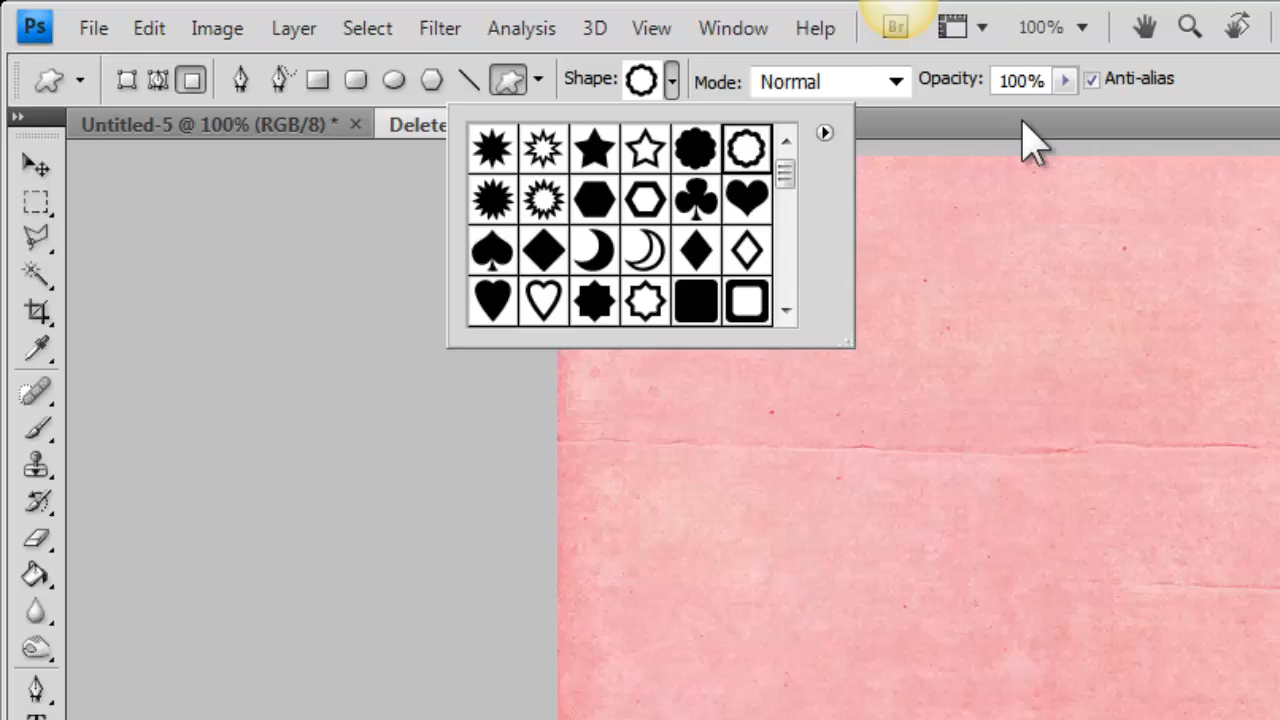 Ps File Edit Image Layer Select Filter Analysis 3D View Window Help Br 100%
Shape: Mode: Normal Opacity: 100% Anti-alias
Untitled-5 @ 100% (RGB/8) * × Delete